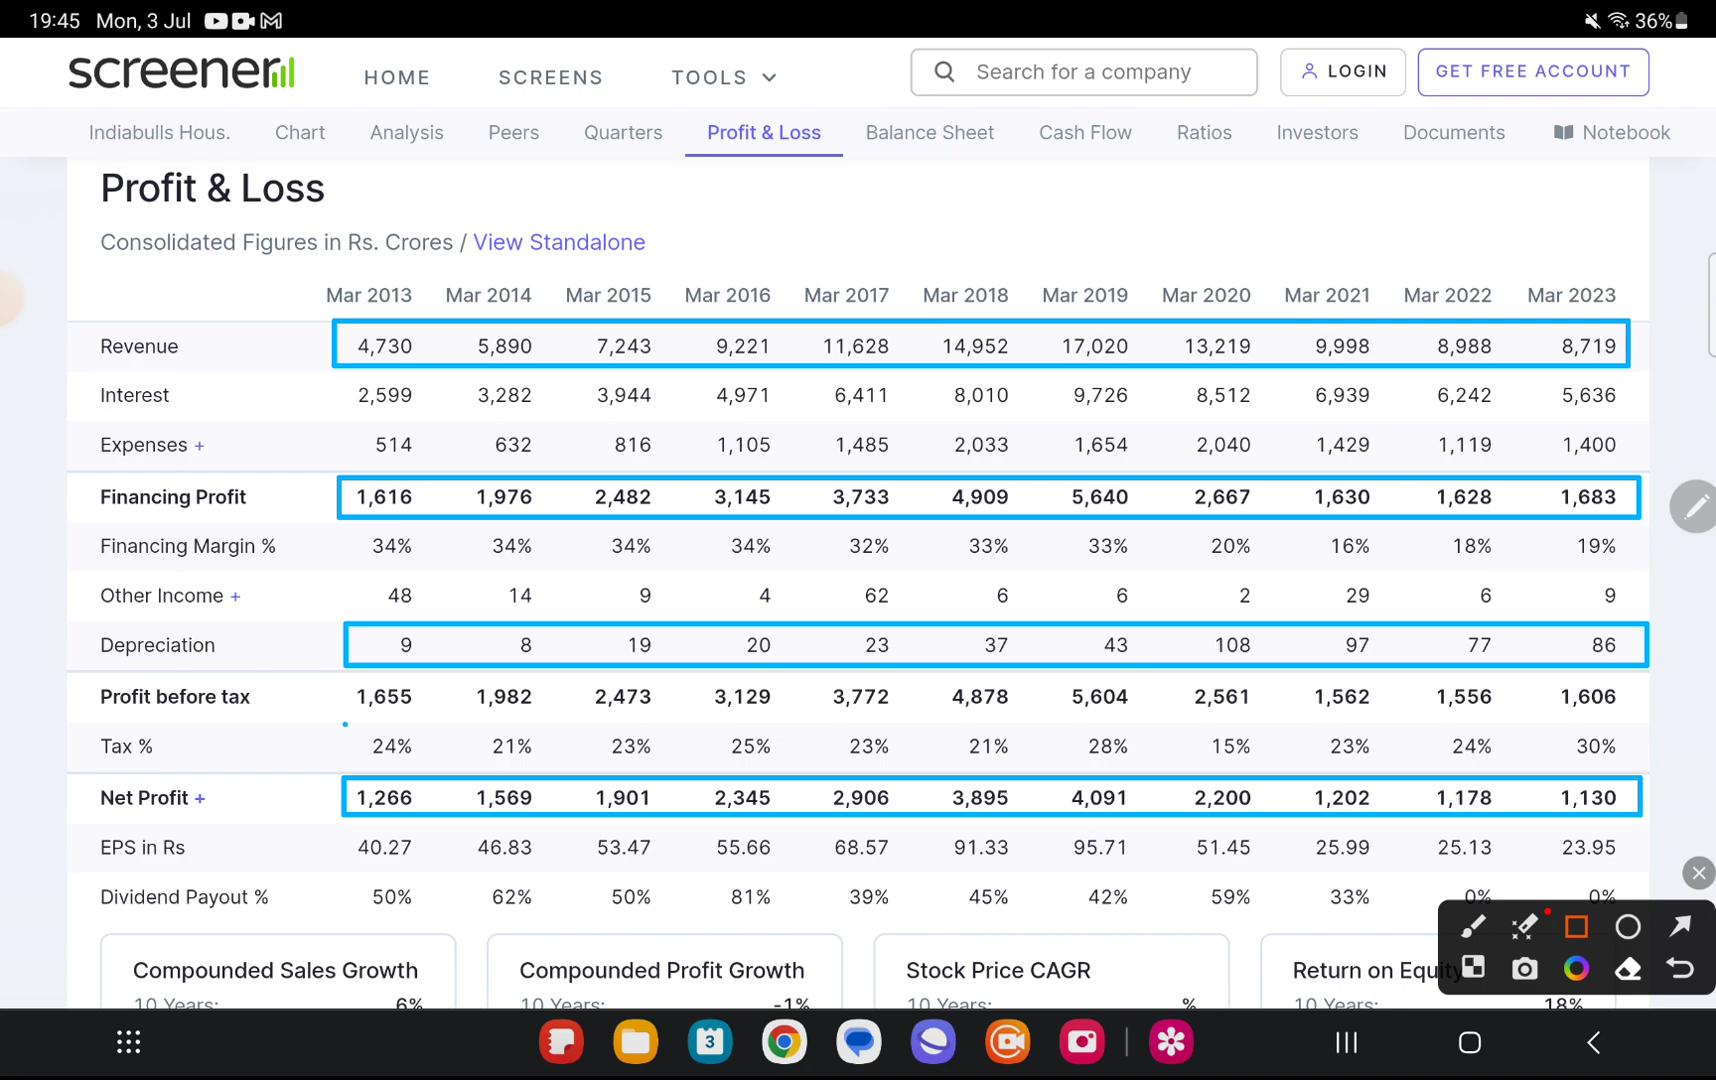 19:45 Mon, 3 Jul 36%
screener HOME SCREENS TOOLS Search for a company LOGIN GET FREE ACCOUNT
Indiabulls Hous. Chart Analysis Peers Quarters Profit & Loss Balance Sheet Cash Flow Ratios Investors Documents Notebook
Profit & Loss
Consolidated Figures in Rs. Crores / View Standalone
Mar 2013 Mar 2014 Mar 2015 Mar 2016 Mar 2017 Mar 2018 Mar 2019 Mar 2020 Mar 2021 Mar 2022 Mar 2023
Revenue 4,730 5,890 7,243 9,221 11,628 14,952 17,020 13,219 9,998 8,988 8,719
Interest 2,599 3,282 3,944 4,971 6,411 8,010 9,726 8,512 6,939 6,242 5,636
Expenses + 514 632 816 1,105 1,485 2,033 1,654 2,040 1,429 1,119 1,400
Financing Profit 1,616 1,976 2,482 3,145 3,733 4,909 5,640 2,667 1,630 1,628 1,683
Financing Margin % 34% 34% 34% 34% 32% 33% 33% 20% 16% 18% 19%
Other Income + 48 14 9 4 62 6 6 2 29 6 9
Depreciation 9 8 19 20 23 37 43 108 97 77 86
Profit before tax 1,655 1,982 2,473 3,129 3,772 4,878 5,604 2,561 1,562 1,556 1,606
Tax % 24% 21% 23% 25% 23% 21% 28% 15% 23% 24% 30%
Net Profit + 1,266 1,569 1,901 2,345 2,906 3,895 4,091 2,200 1,202 1,178 1,130
EPS in Rs 40.27 46.83 53.47 55.66 68.57 91.33 95.71 51.45 25.99 25.13 23.95
Dividend Payout % 50% 62% 50% 81% 39% 45% 42% 59% 33% 0% 0%
Compounded Sales Growth Compounded Profit Growth Stock Price CAGR Return on Equity
10 Years: 6% 10 Years: -1% 10 Years: % 10 Years: 18%
3